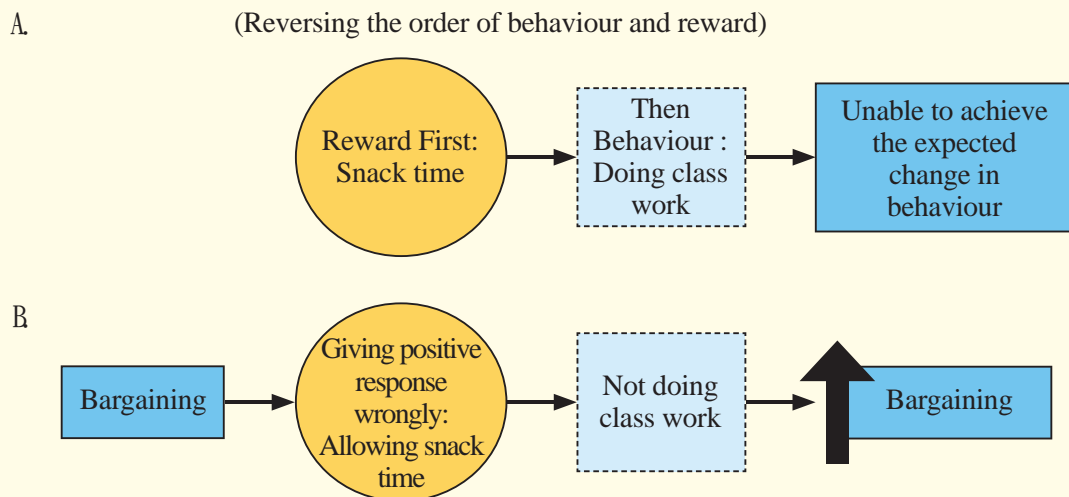 A.
(Reversing the order of behaviour and reward)
Reward First:
Snack time
Then
Behaviour :
Doing class
work
Unable to achieve
the expected
change in
behaviour
B.
Bargaining
Giving positive
response
wrongly:
Allowing snack
time
Not doing
class work
Bargaining